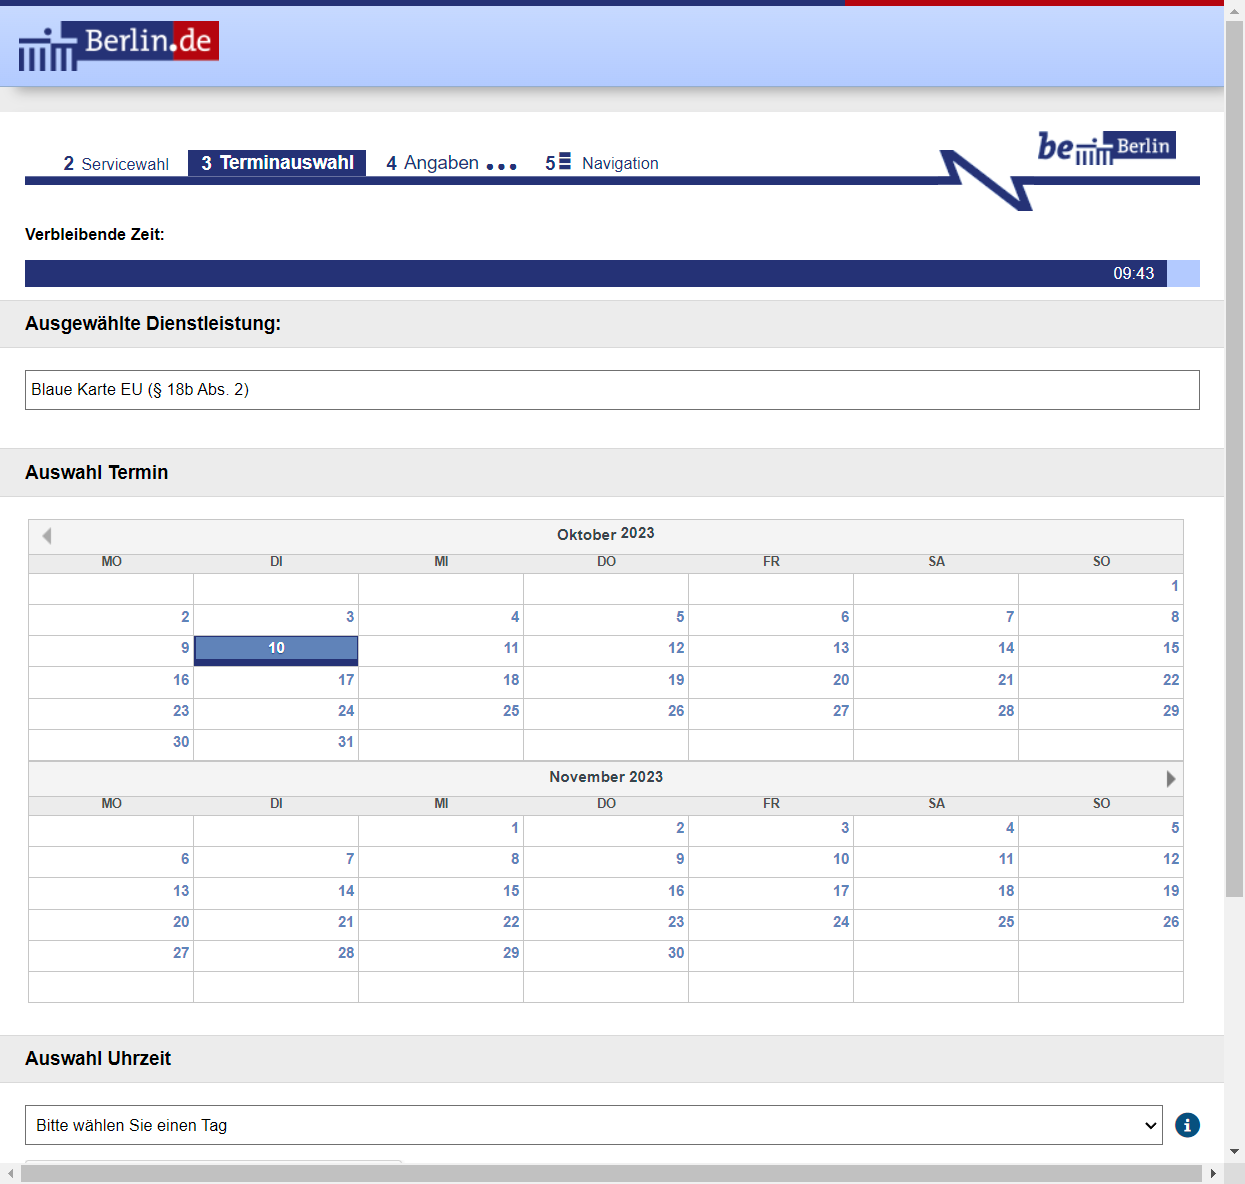 Berlin.de
be Berlin
2 Servicewahl 3 Terminauswahl 4 Angaben ... 5 Navigation
Verbleibende Zeit:
09:43
Ausgewählte Dienstleistung:
Blaue Karte EU (§ 18b Abs. 2)
Auswahl Termin
Oktober 2023
MO DI MI DO FR SA SO
1
2 3 4 5 6 7 8
9 10 11 12 13 14 15
16 17 18 19 20 21 22
23 24 25 26 27 28 29
30 31
November 2023
MO DI MI DO FR SA SO
1 2 3 4 5
6 7 8 9 10 11 12
13 14 15 16 17 18 19
20 21 22 23 24 25 26
27 28 29 30
Auswahl Uhrzeit
Bitte wählen Sie einen Tag